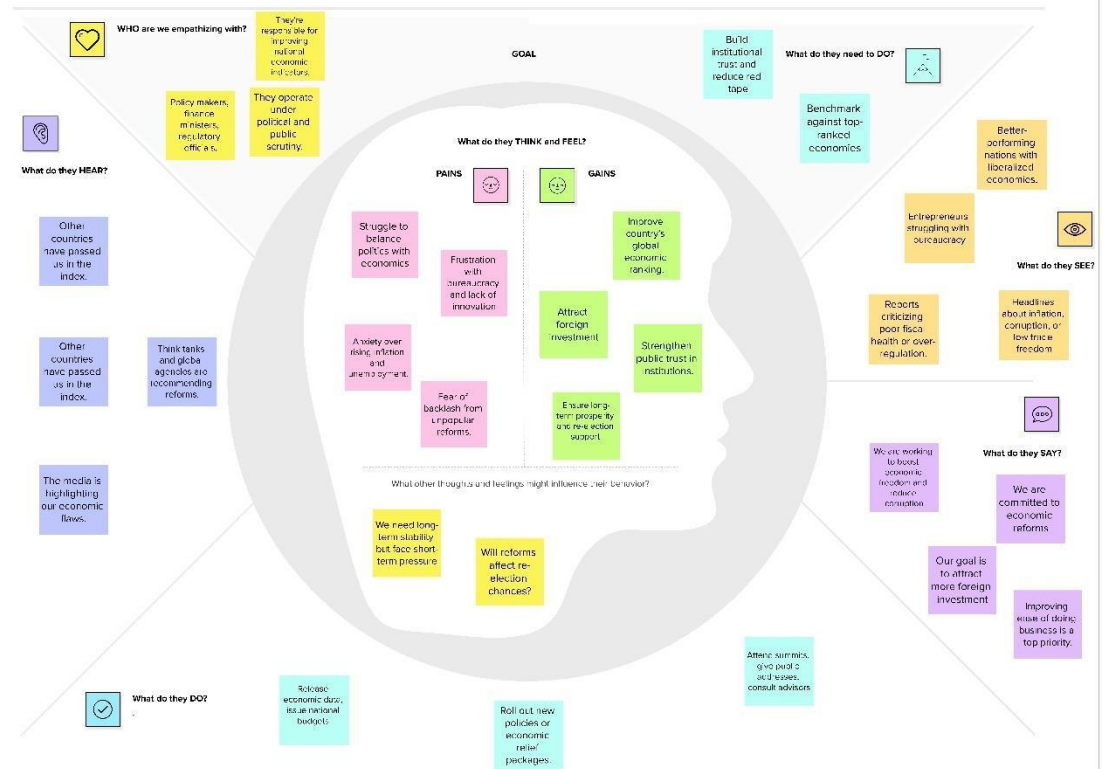 WHO are we empathizing with?
They're
responsible for
improving
national
economic
indicators.
Policy makers,
finance
ministers,
regulatory
officials.
They operate
under
political and
public
scrutiny.
GOAL
What do they need to DO?
Build
institutional
trust and
reduce red
tape
Benchmark
against top-
ranked
economies
What do they HEAR?
Other
countries
have passed
us in the
index.
Other
countries
have passed
us in the
index.
Think tanks
and global
agencies are
recommending
reforms.
The media is
highlighting
our economic
flaws.
What do they THINK and FEEL?
PAINS
Struggle to
balance
politics with
economics
Frustration
with
bureaucracy
and lack of
innovation
Anxiety over
rising inflation
and
unemployment.
Fear of
backlash from
unpopular
reforms.
GAINS
Improve
country's
global
economic
ranking.
Attract
foreign
investment
Strengthen
public trust in
institutions.
Ensure long-
term prosperity
and re-election
support
What other thoughts and feelings might influence their behavior?
We need long-
term stability
but face short-
term pressure
Will reforms
affect re-
election
chances?
What do they SEE?
Better-
performing
nations with
liberalized
economies.
Entrepreneurs
struggling with
bureaucracy
Reports
criticizing
poor fiscal
health or over-
regulation.
Headlines
about inflation,
corruption, or
low trade
freedom
What do they SAY?
We are working
to boost
economic
freedom and
reduce
corruption
We are
committed to
economic
reforms
Our goal is
to attract
more foreign
investment
Improving
ease of doing
business is a
top priority.
What do they DO?
.
Release
economic data,
issue national
budgets
Roll out new
policies or
economic
relief
packages.
Attend summits,
give public
addresses,
consult advisors